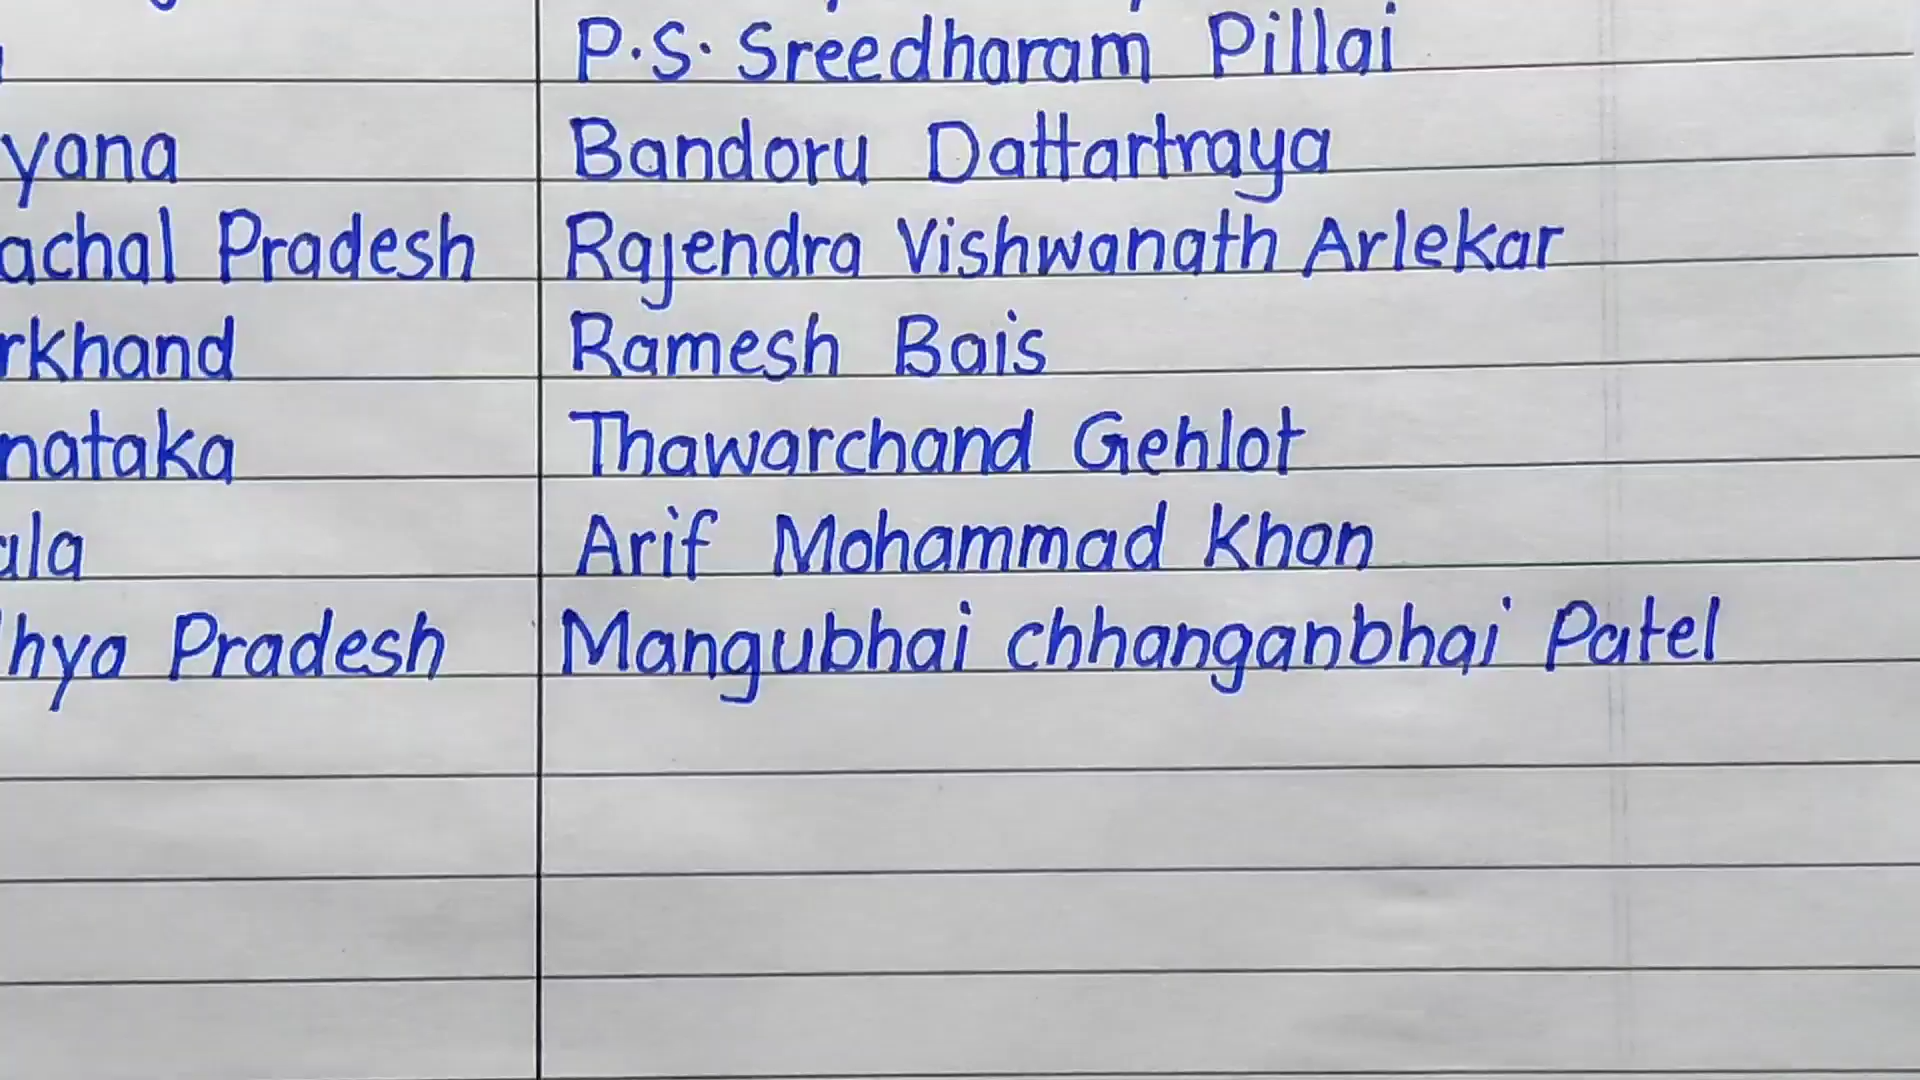 P.S. Sreedharam Pillai
yana Bandoru Dattartraya
achal Pradesh Rajendra Vishwanath Arlekar
rkhand Ramesh Bais
nataka Thawarchand Gehlot
ala Arif Mohammad Khon
hya Pradesh Mangubhai chhanganbhai Patel